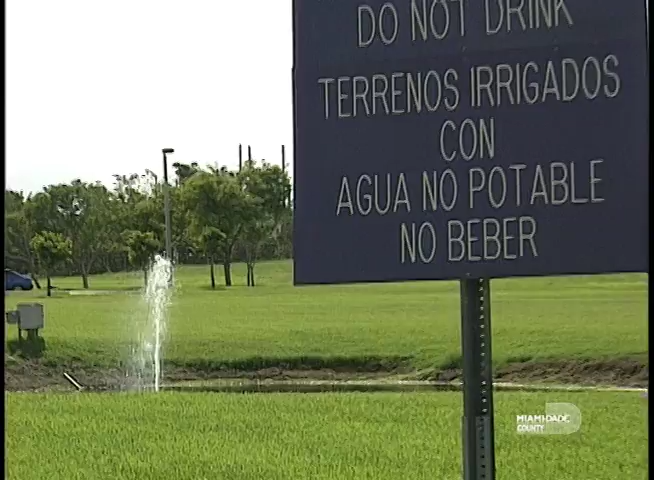 DO NOT DRINK
TERRENOS IRRIGADOS
CON
AGUA NO POTABLE
NO BEBER
MIAMI-DADE
COUNTY